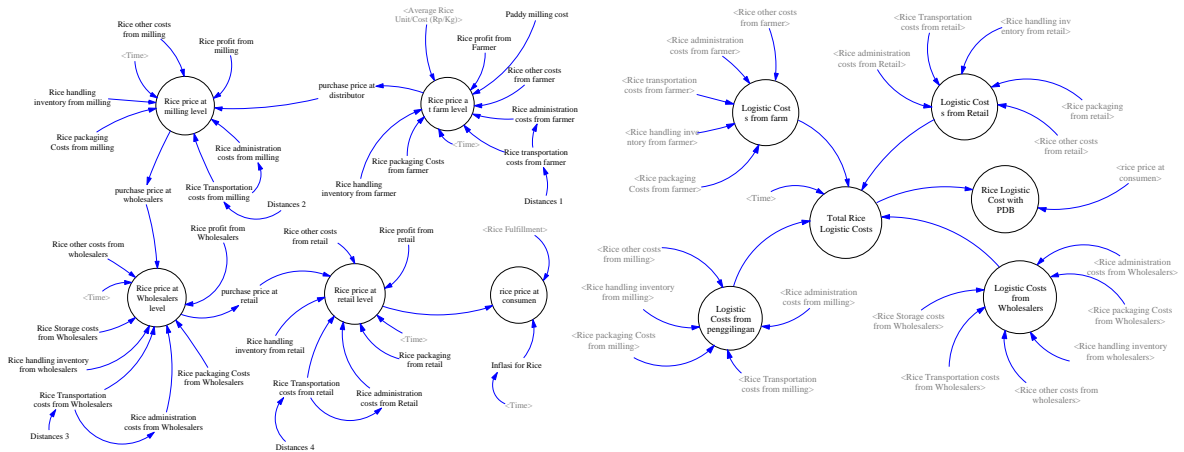 Rice other costs
from milling
Rice profit from
milling
<Time>
Rice handling
inventory from milling
Rice packaging
Costs from milling
Rice price at
milling level
Rice administration
costs from milling
Rice Transportation
costs from milling
Distances 2
purchase price at
wholesalers
purchase price at
distributor
<Average Rice
Unit/Cost (Rp/Kg)>
Paddy milling cost
Rice profit from
Farmer
Rice other costs
from farmer
Rice price a
t farm level
Rice administration
costs from farmer
<Time>
Rice transportation
costs from farmer
Rice packaging Costs
from farmer
Rice handling
inventory from farmer
Distances 1
Rice other costs from
wholesalers
Rice profit from
Wholesalers
<Time>
Rice price at
Wholesalers
level
purchase price at
retail
Rice Storage costs
from Wholesalers
Rice handling inventory
from wholesalers
Rice packaging Costs
from Wholesalers
Rice Transportation
costs from Wholesalers
Rice administration
costs from Wholesalers
Distances 3
Rice other costs
from retail
Rice profit from
retail
Rice price at
retail level
Rice handling
inventory from retail
<Time>
Rice packaging
from retail
Rice Transportation
costs from retail
Rice administration
costs from Retail
Distances 4
<Rice Fulfillment>
rice price at
consumen
Inflasi for Rice
<Time>
<Rice other costs
from farmer>
<Rice administration
costs from farmer>
<Rice transportation
costs from farmer>
<Rice handling inve
ntory from farmer>
<Rice packaging
Costs from farmer>
Logistic Cost
s from farm
<Rice Transportation
costs from retail>
<Rice handling inv
entory from retail>
<Rice administration
costs from Retail>
Logistic Cost
s from Retail
<Rice packaging
from retail>
<Rice other costs
from retail>
<Time>
Total Rice
Logistic Costs
Rice Logistic
Cost with
PDB
<rice price at
consumen>
<Rice other costs
from milling>
<Rice handling inventory
from milling>
<Rice packaging Costs
from milling>
Logistic
Costs from
penggilingan
<Rice administration
costs from milling>
<Rice Transportation
costs from milling>
<Rice administration
costs from Wholesalers>
Logistic Costs
from
Wholesalers
<Rice Storage costs
from Wholesalers>
<Rice packaging Costs
from Wholesalers>
<Rice handling inventory
from wholesalers>
<Rice Transportation costs
from Wholesalers>
<Rice other costs from
wholesalers>